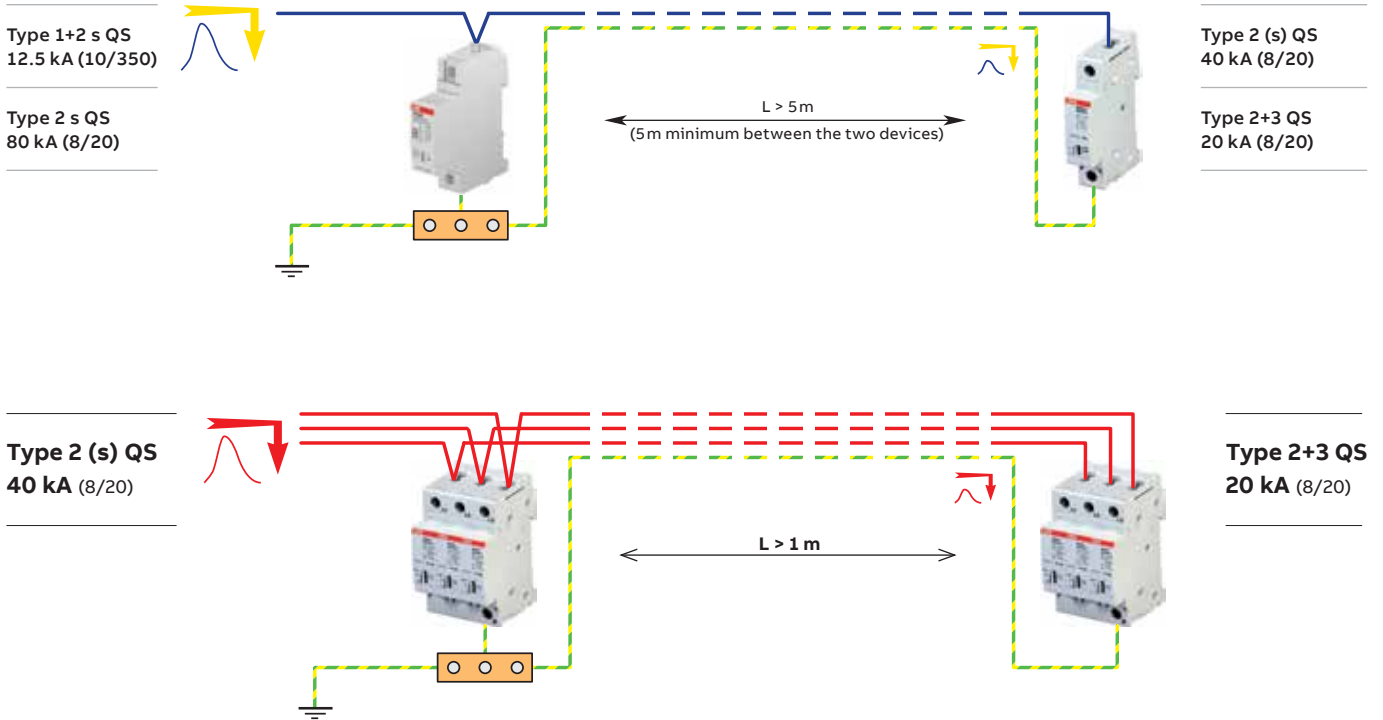 Type 1+2 s QS
12.5 kA (10/350)
Type 2 s QS
80 kA (8/20)
L > 5m
(5m minimum between the two devices)
Type 2 (s) QS
40 kA (8/20)
Type 2+3 QS
20 kA (8/20)
Type 2 (s) QS
40 kA (8/20)
L > 1 m
Type 2+3 QS
20 kA (8/20)